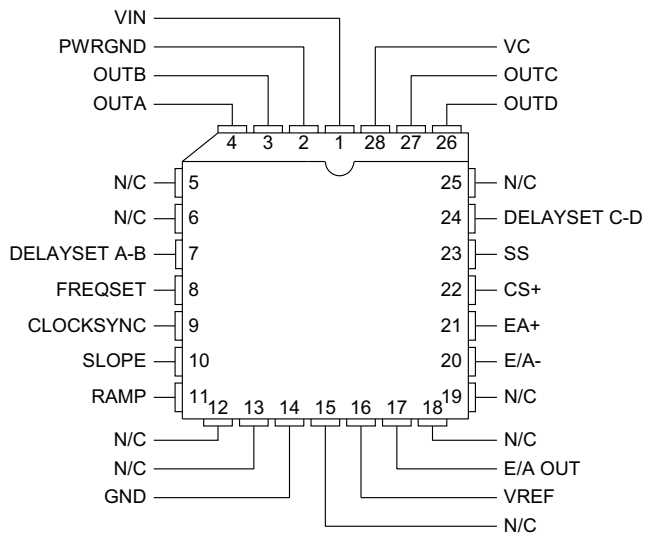 VIN
PWRGND VC
OUTB OUTC
OUTA OUTD
4 3 2 1 28 27 26
N/C 5 25 N/C
N/C 6 24 DELAYSET C-D
DELAYSET A-B 7 23 SS
FREQSET 8 22 CS+
CLOCKSYNC 9 21 EA+
SLOPE 10 20 E/A-
RAMP 11 19 N/C
12 13 14 15 16 17 18
N/C N/C
N/C E/A OUT
GND VREF
N/C